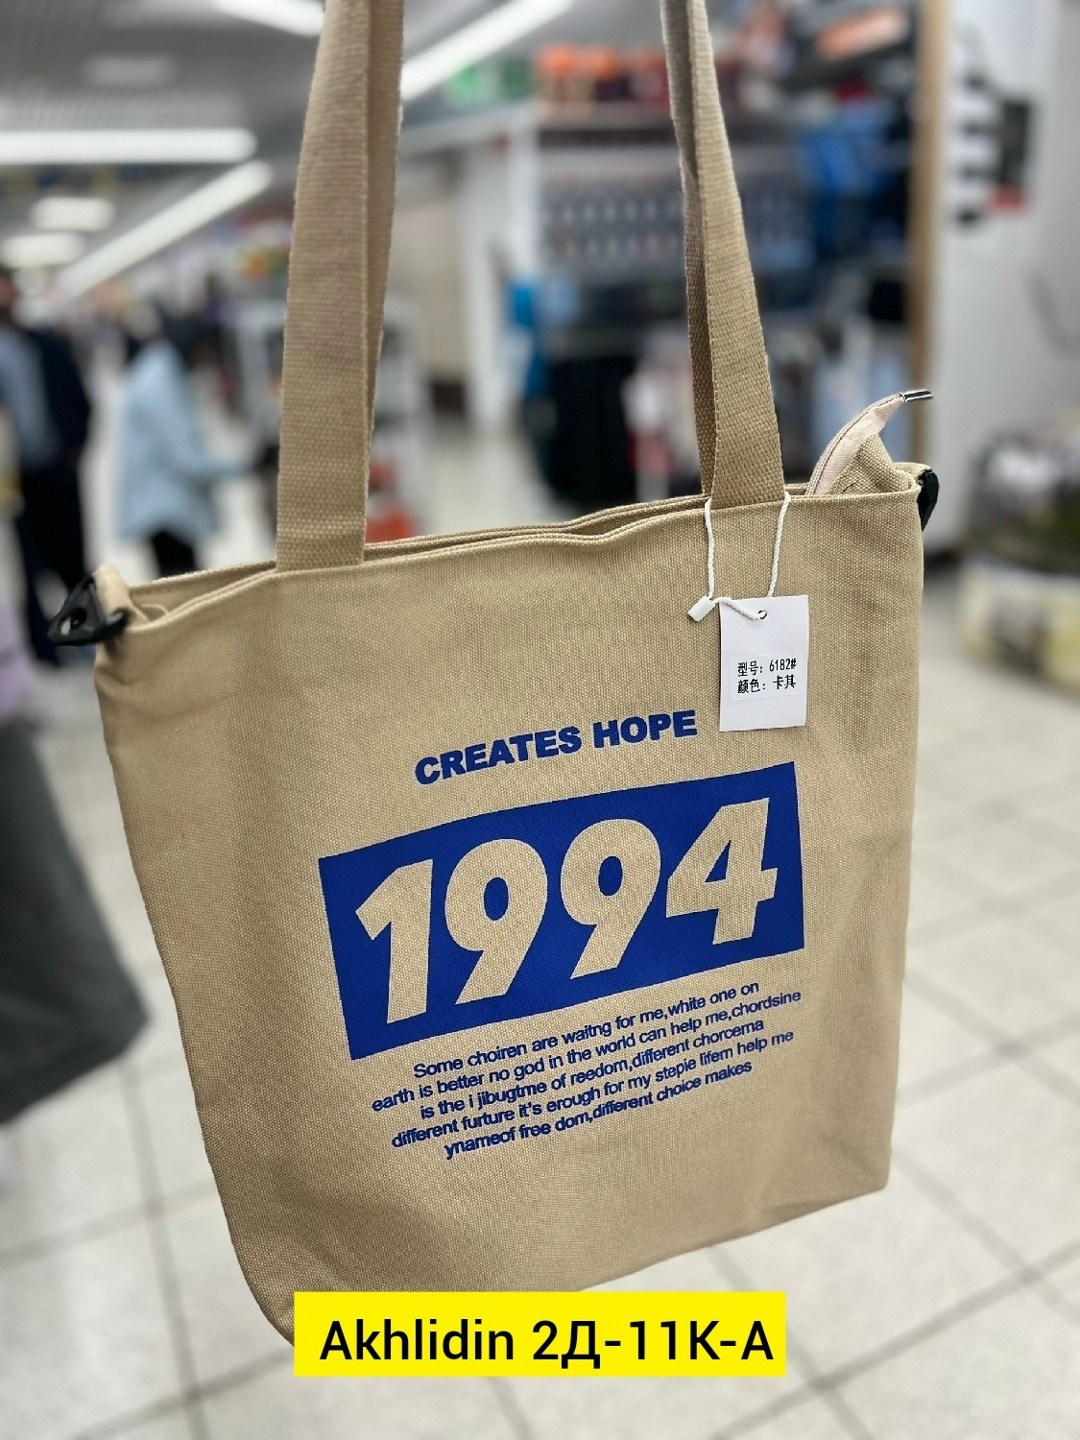 型号：6182#
颜色：卡其
CREATES HOPE
1994
Some choiren are waitng for me,white one on
earth is better no god in the world can help me,chordsine
is the i jibugtme of reedom,different chorcema
different furture it's erough for my stepie lifem help me
ynameof free dom,different choice makes
Akhlidin 2Д-11К-А